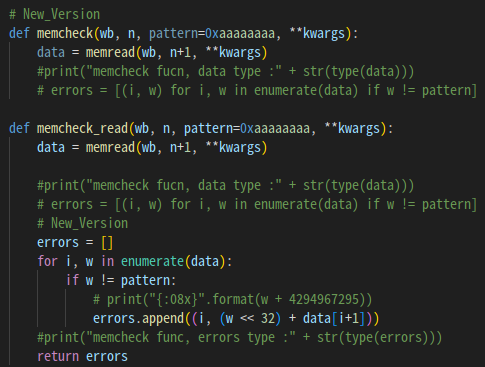 # New_Version
def memcheck(wb, n, pattern=0xaaaaaaaa, **kwargs):
    data = memread(wb, n+1, **kwargs)
    #print("memcheck fucn, data type :" + str(type(data)))
    # errors = [(i, w) for i, w in enumerate(data) if w != pattern]
def memcheck_read(wb, n, pattern=0xaaaaaaaa, **kwargs):
    data = memread(wb, n+1, **kwargs)
    #print("memcheck fucn, data type :" + str(type(data)))
    # errors = [(i, w) for i, w in enumerate(data) if w != pattern]
    # New_Version
    errors = []
    for i, w in enumerate(data):
        if w != pattern:
            # print("{:08x}".format(w + 4294967295))
            errors.append((i, (w << 32) + data[i+1]))
    #print("memcheck func, errors type :" + str(type(errors)))
    return errors